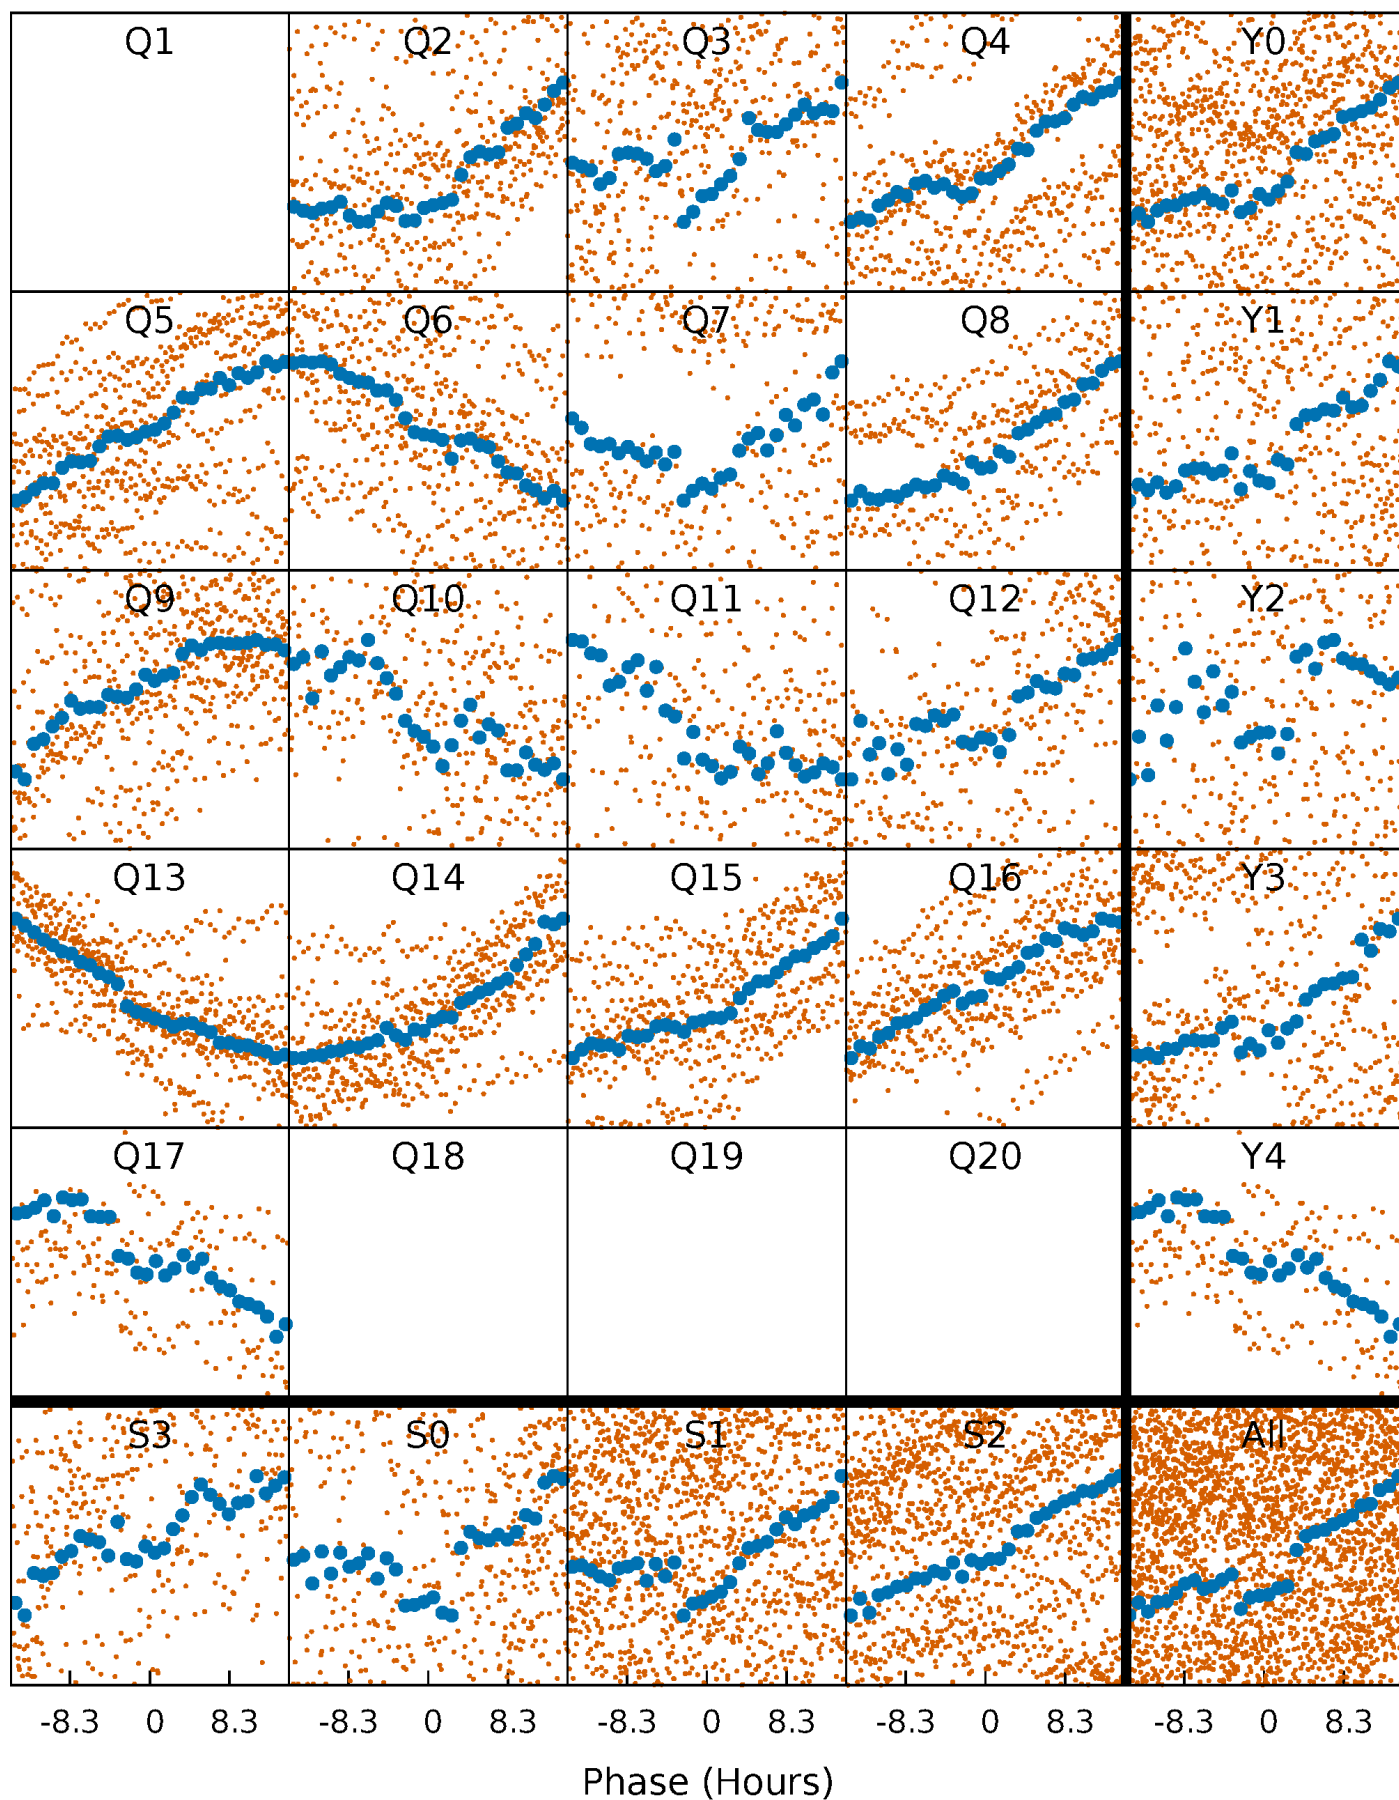 Q1 Q2 Q3 Q4 Y0
Q5 Q6 Q7 Q8 Y1
Q9 Q10 Q11 Q12 Y2
Q13 Q14 Q15 Q16 Y3
Q17 Q18 Q19 Q20 Y4
S3 S0 S1 S2 All
-8.3 0 8.3 -8.3 0 8.3 -8.3 0 8.3 -8.3 0 8.3 -8.3 0 8.3
Phase (Hours)